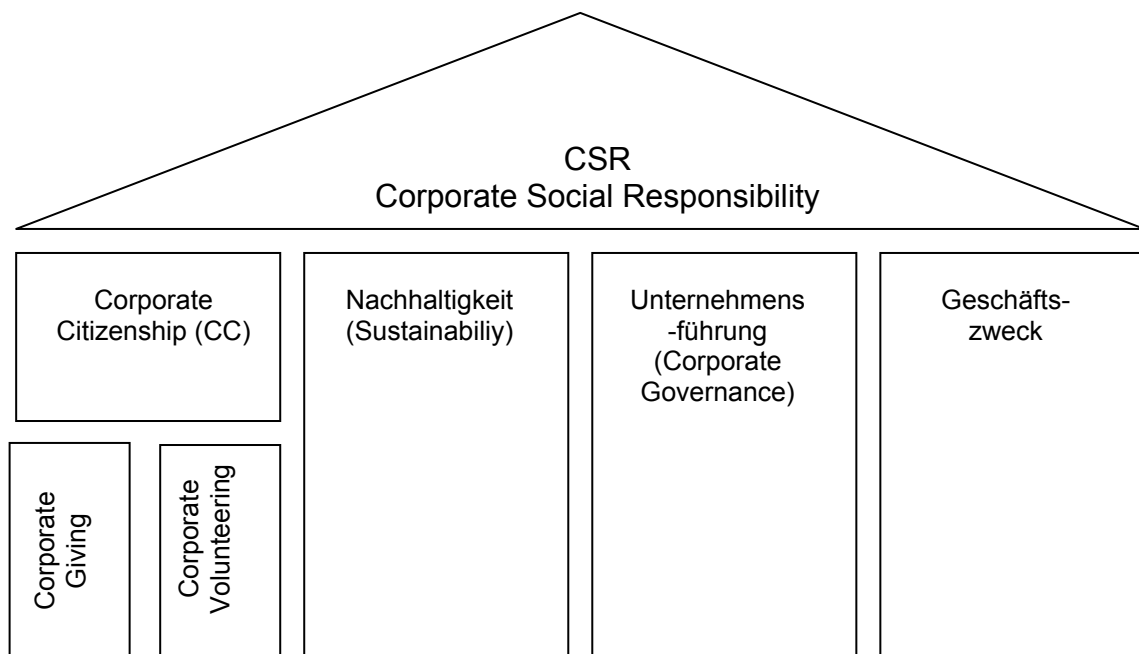 CSR
Corporate Social Responsibility
Corporate
Citizenship (CC)
Nachhaltigkeit
(Sustainabiliy)
Unternehmens
-führung
(Corporate
Governance)
Geschäfts-
zweck
Corporate
Giving
Corporate
Volunteering